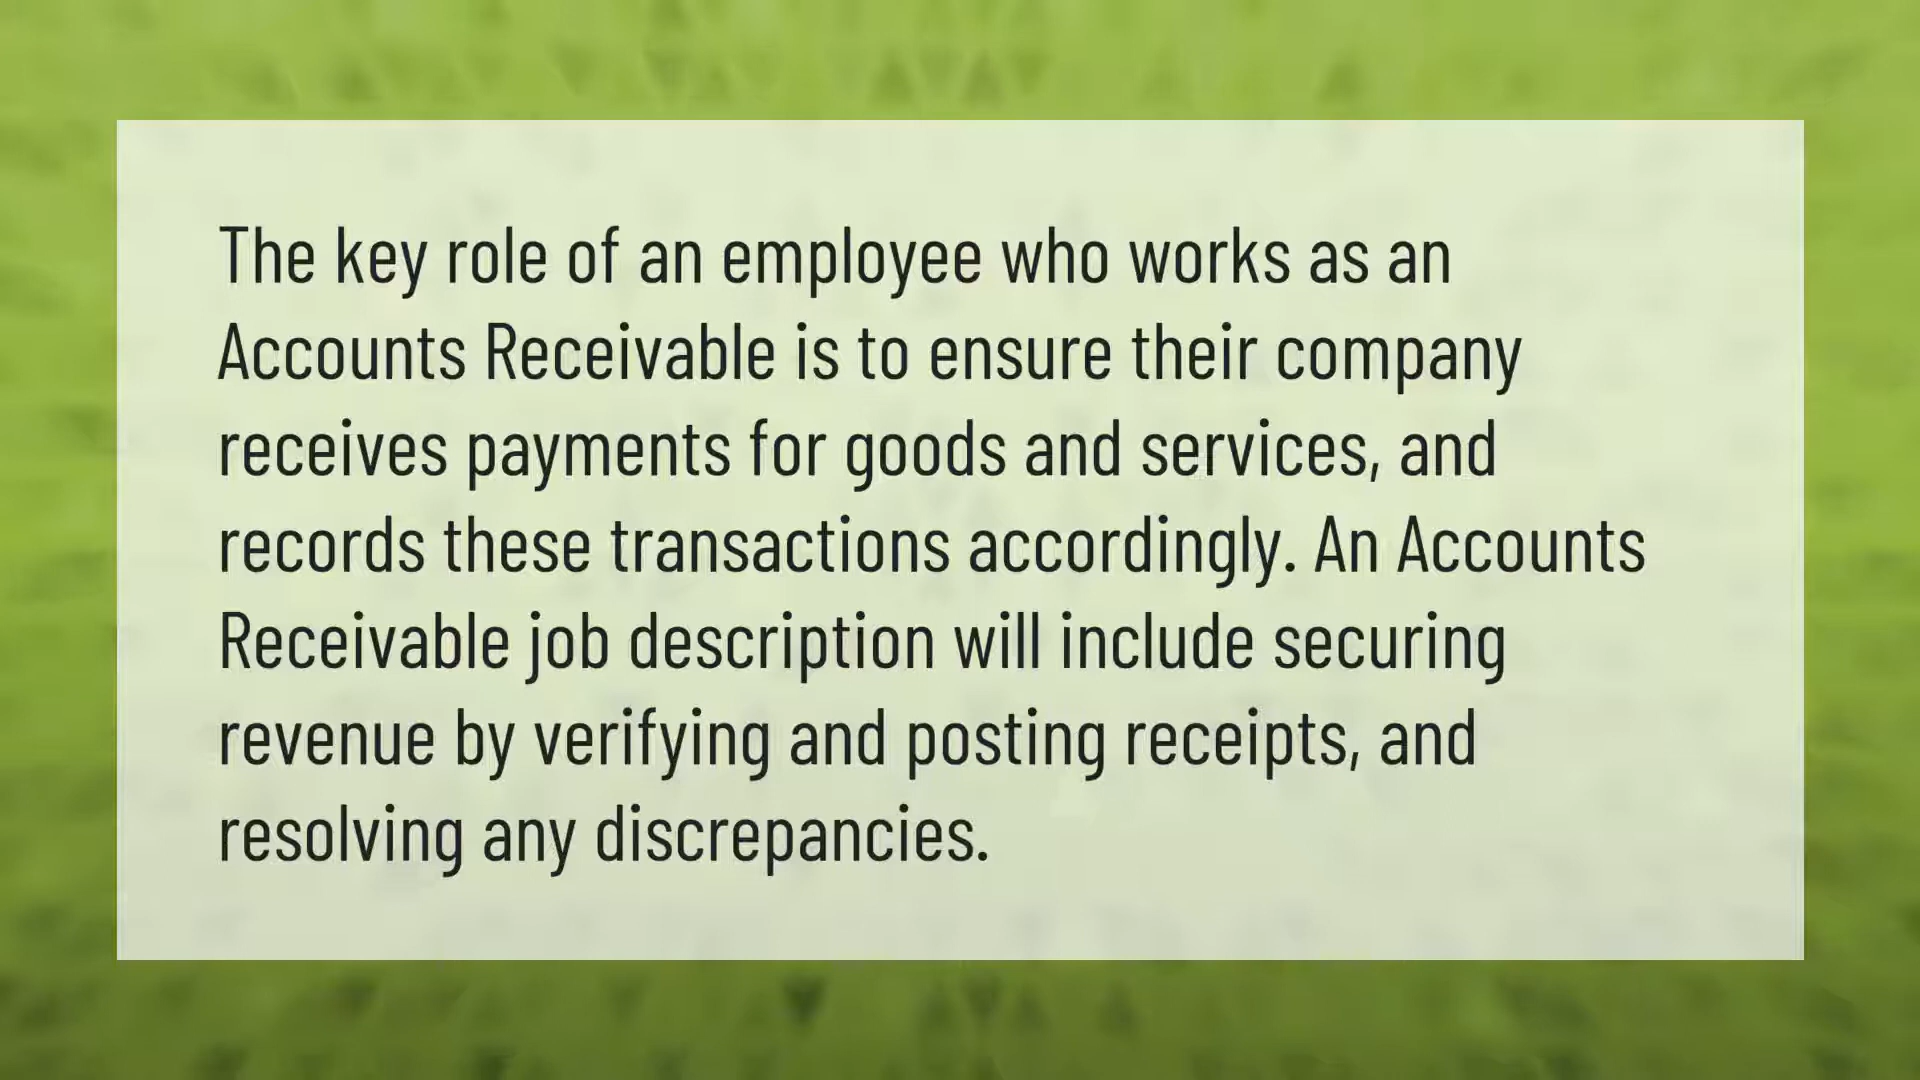 The key role of an employee who works as an
Accounts Receivable is to ensure their company
receives payments for goods and services, and
records these transactions accordingly. An Accounts
Receivable job description will include securing
revenue by verifying and posting receipts, and
resolving any discrepancies.